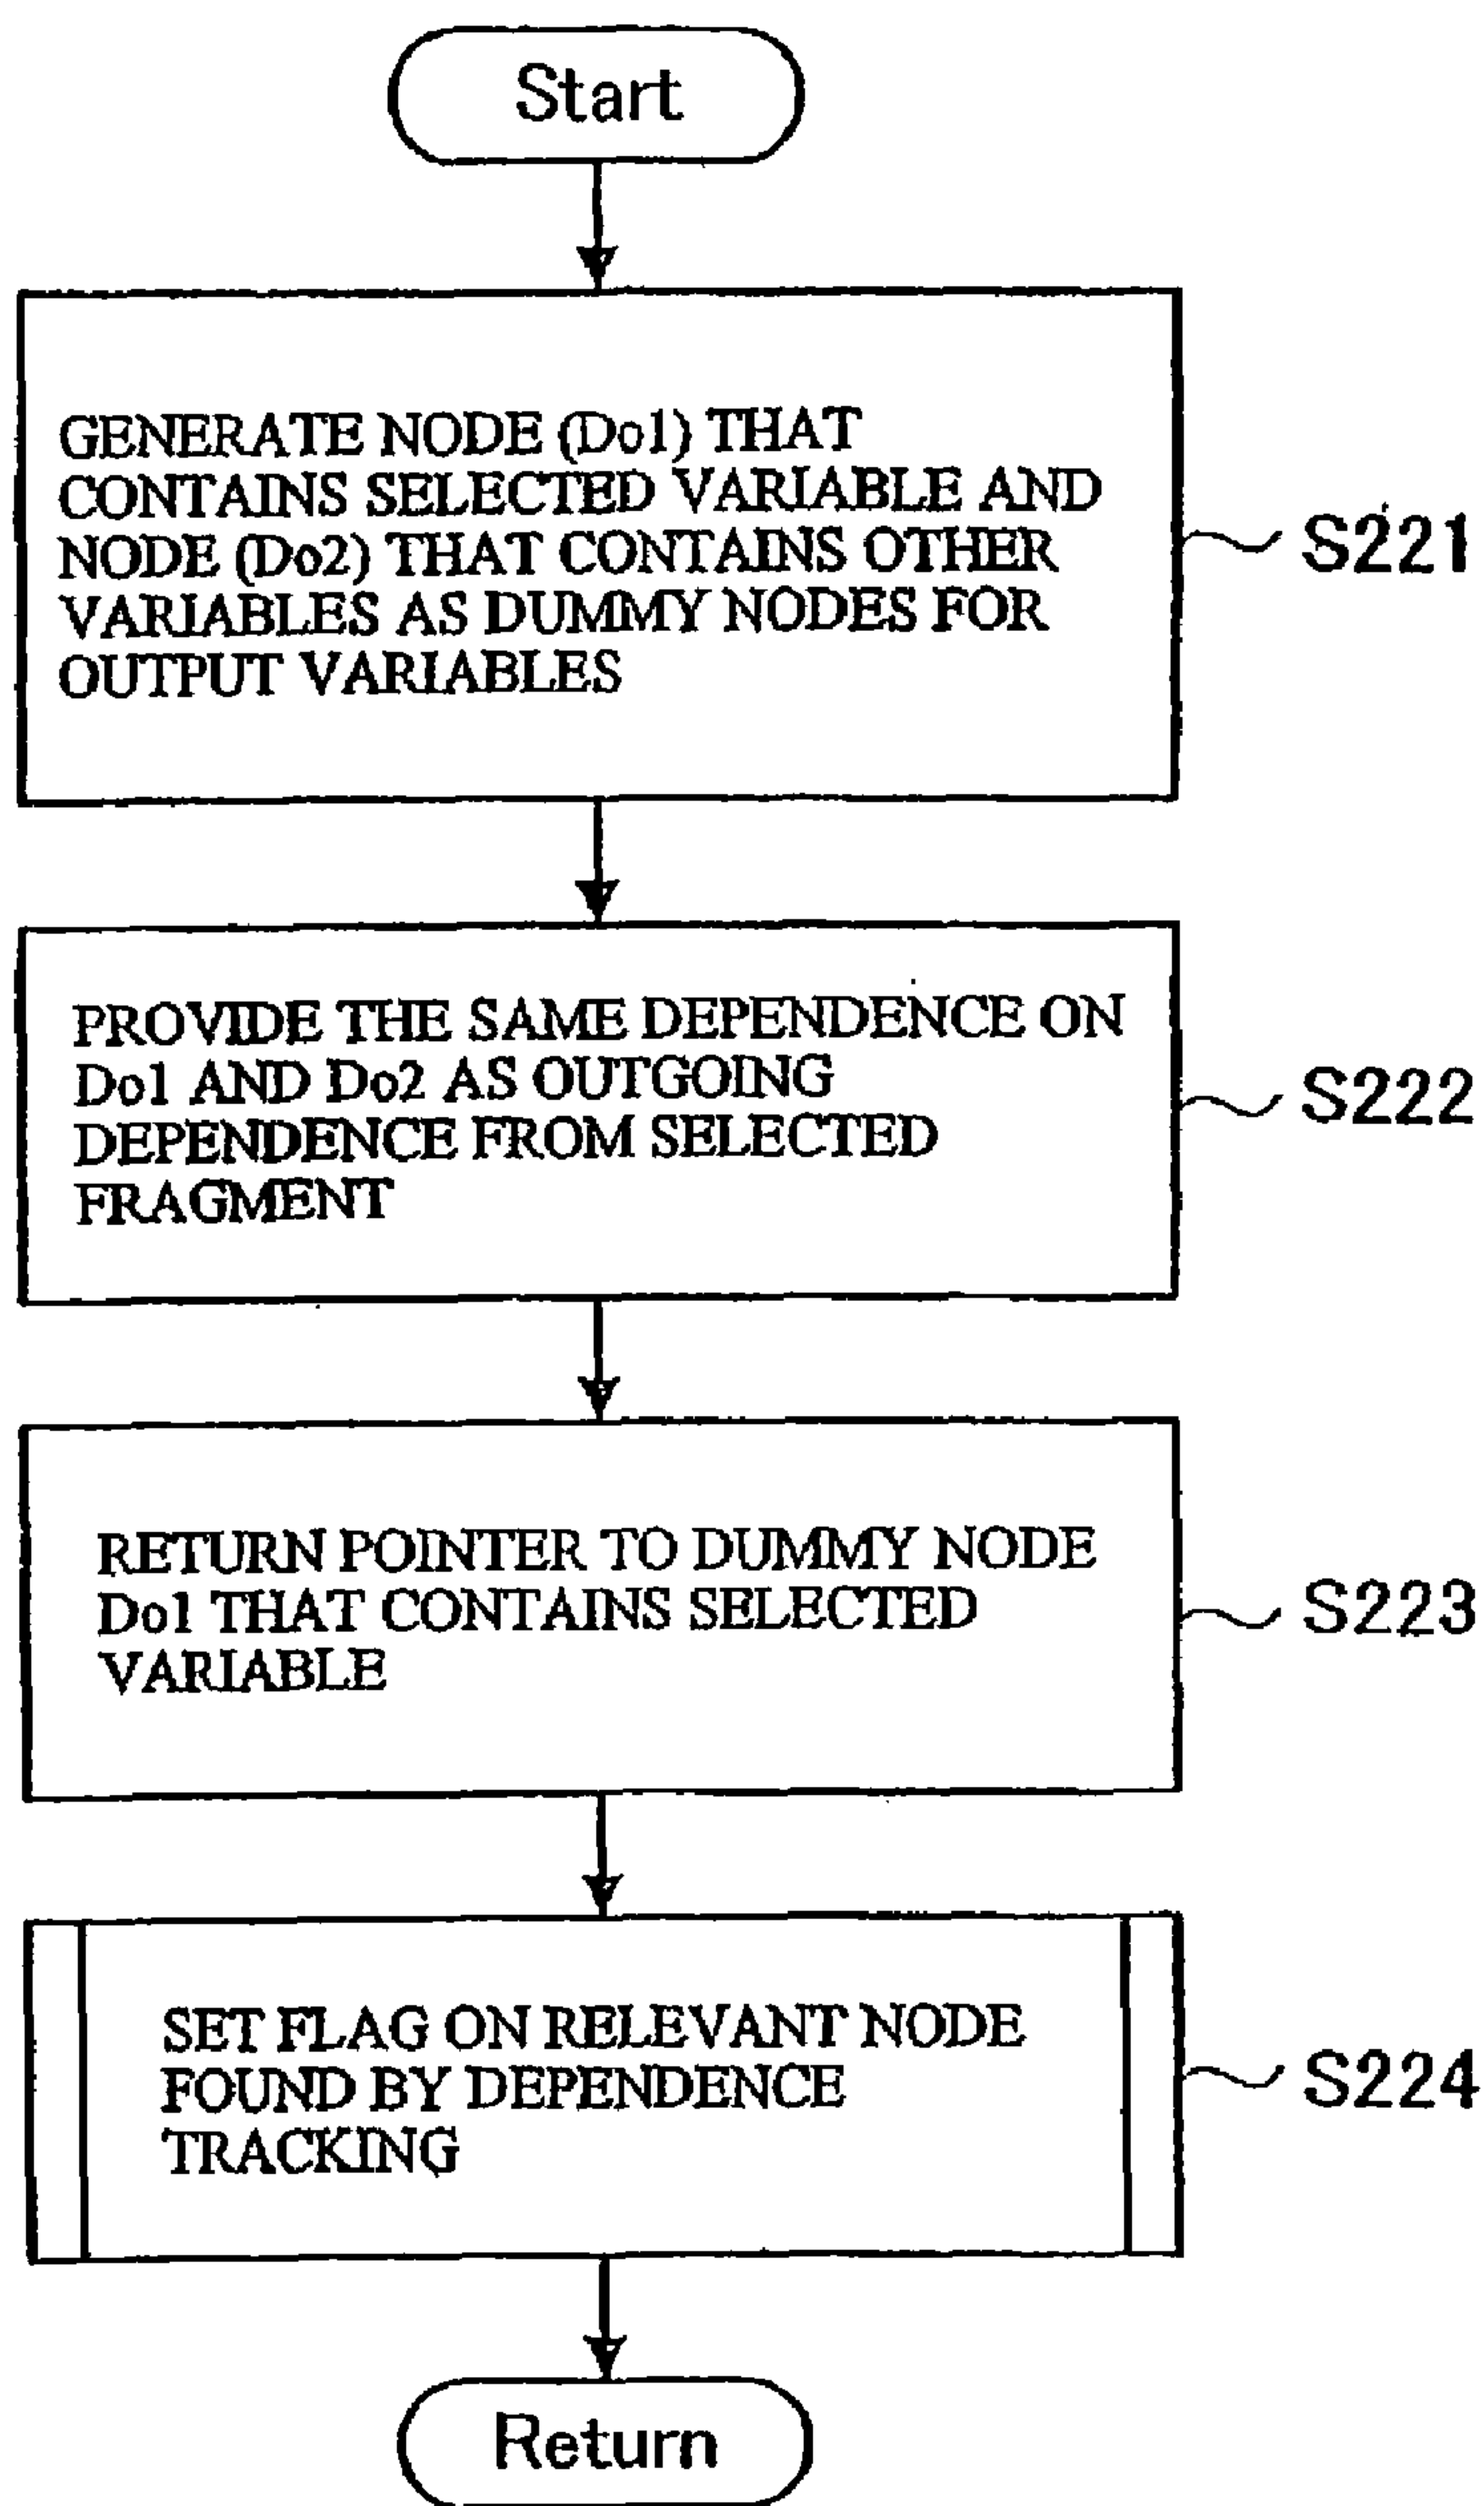 Start
GENERATE NODE (Do1) THAT
CONTAINS SELECTED VARIABLE AND
NODE (Do2) THAT CONTAINS OTHER
VARIABLES AS DUMMY NODES FOR
OUTPUT VARIABLES
S221
PROVIDE THE SAME DEPENDENCE ON
Do1 AND Do2 AS OUTGOING
DEPENDENCE FROM SELECTED
FRAGMENT
S222
RETURN POINTER TO DUMMY NODE
Do1 THAT CONTAINS SELECTED
VARIABLE
S223
SET FLAG ON RELEVANT NODE
FOUND BY DEPENDENCE
TRACKING
S224
Return